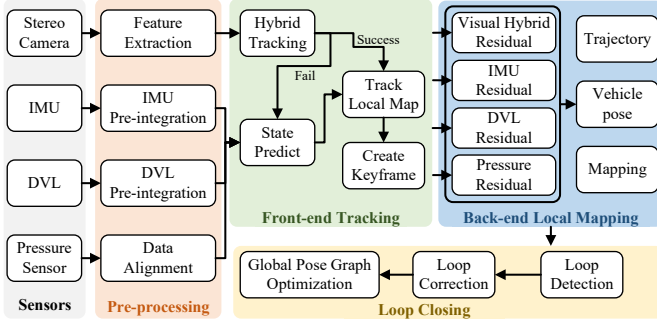 Stereo
Camera
Feature
Extraction
Hybrid
Tracking
Success
Fail
Visual Hybrid
Residual
Trajectory
IMU
IMU
Pre-integration
State
Predict
Track
Local Map
IMU
Residual
Vehicle
pose
DVL
DVL
Pre-integration
Create
Keyframe
DVL
Residual
Pressure
Residual
Mapping
Front-end Tracking
Back-end Local Mapping
Pressure
Sensor
Data
Alignment
Global Pose Graph
Optimization
Loop
Correction
Loop
Detection
Sensors
Pre-processing
Loop Closing